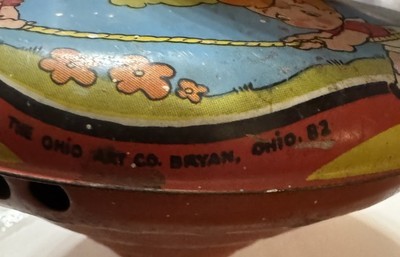 THE OHIO ART CO. BRYAN, OHIO. 82